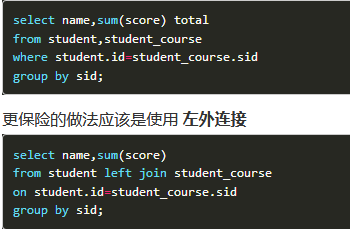 select name,sum(score) total
from student,student_course
where student.id=student_course.sid
group by sid;
更保险的做法应该是使用 左外连接
select name,sum(score)
from student left join student_course
on student.id=student_course.sid
group by sid;